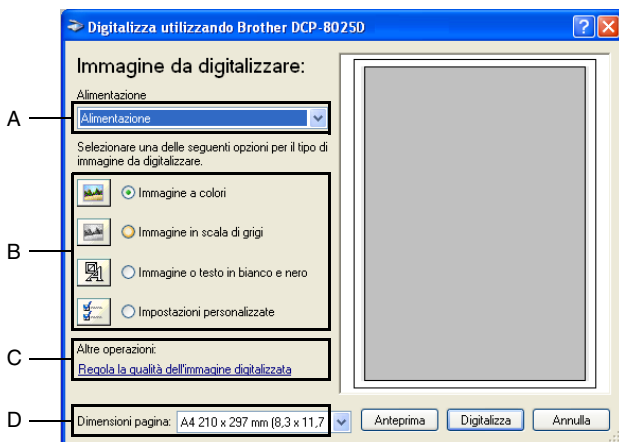 Digitalizza utilizzando Brother DCP-8025D
Immagine da digitalizzare:
Alimentazione
A
Alimentazione
Selezionare una delle seguenti opzioni per il tipo di
immagine da digitalizzare.
Immagine a colori
Immagine in scala di grigi
B
Immagine o testo in bianco e nero
Impostazioni personalizzate
Altre operazioni:
C
Regola la qualità dell'immagine digitalizzata
D
Dimensioni pagina: A4 210 x 297 mm (8,3 x 11,7
Anteprima Digitalizza Annulla